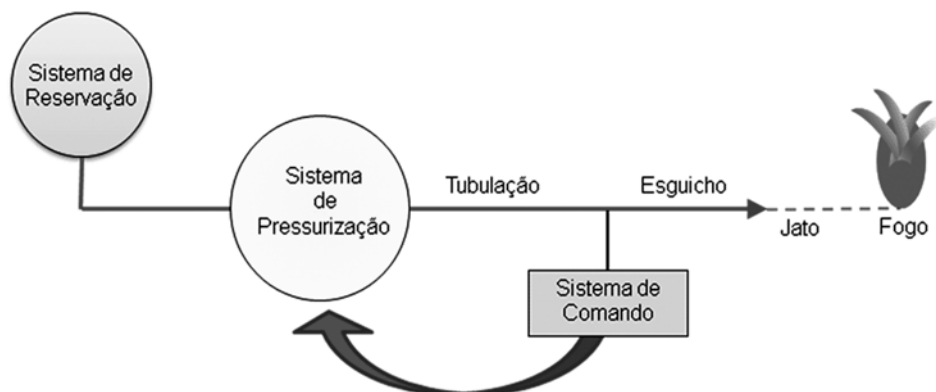 Sistema de
Reservação
Sistema
de
Pressurização
Tubulação
Esguicho
Jato
Fogo
Sistema de
Comando